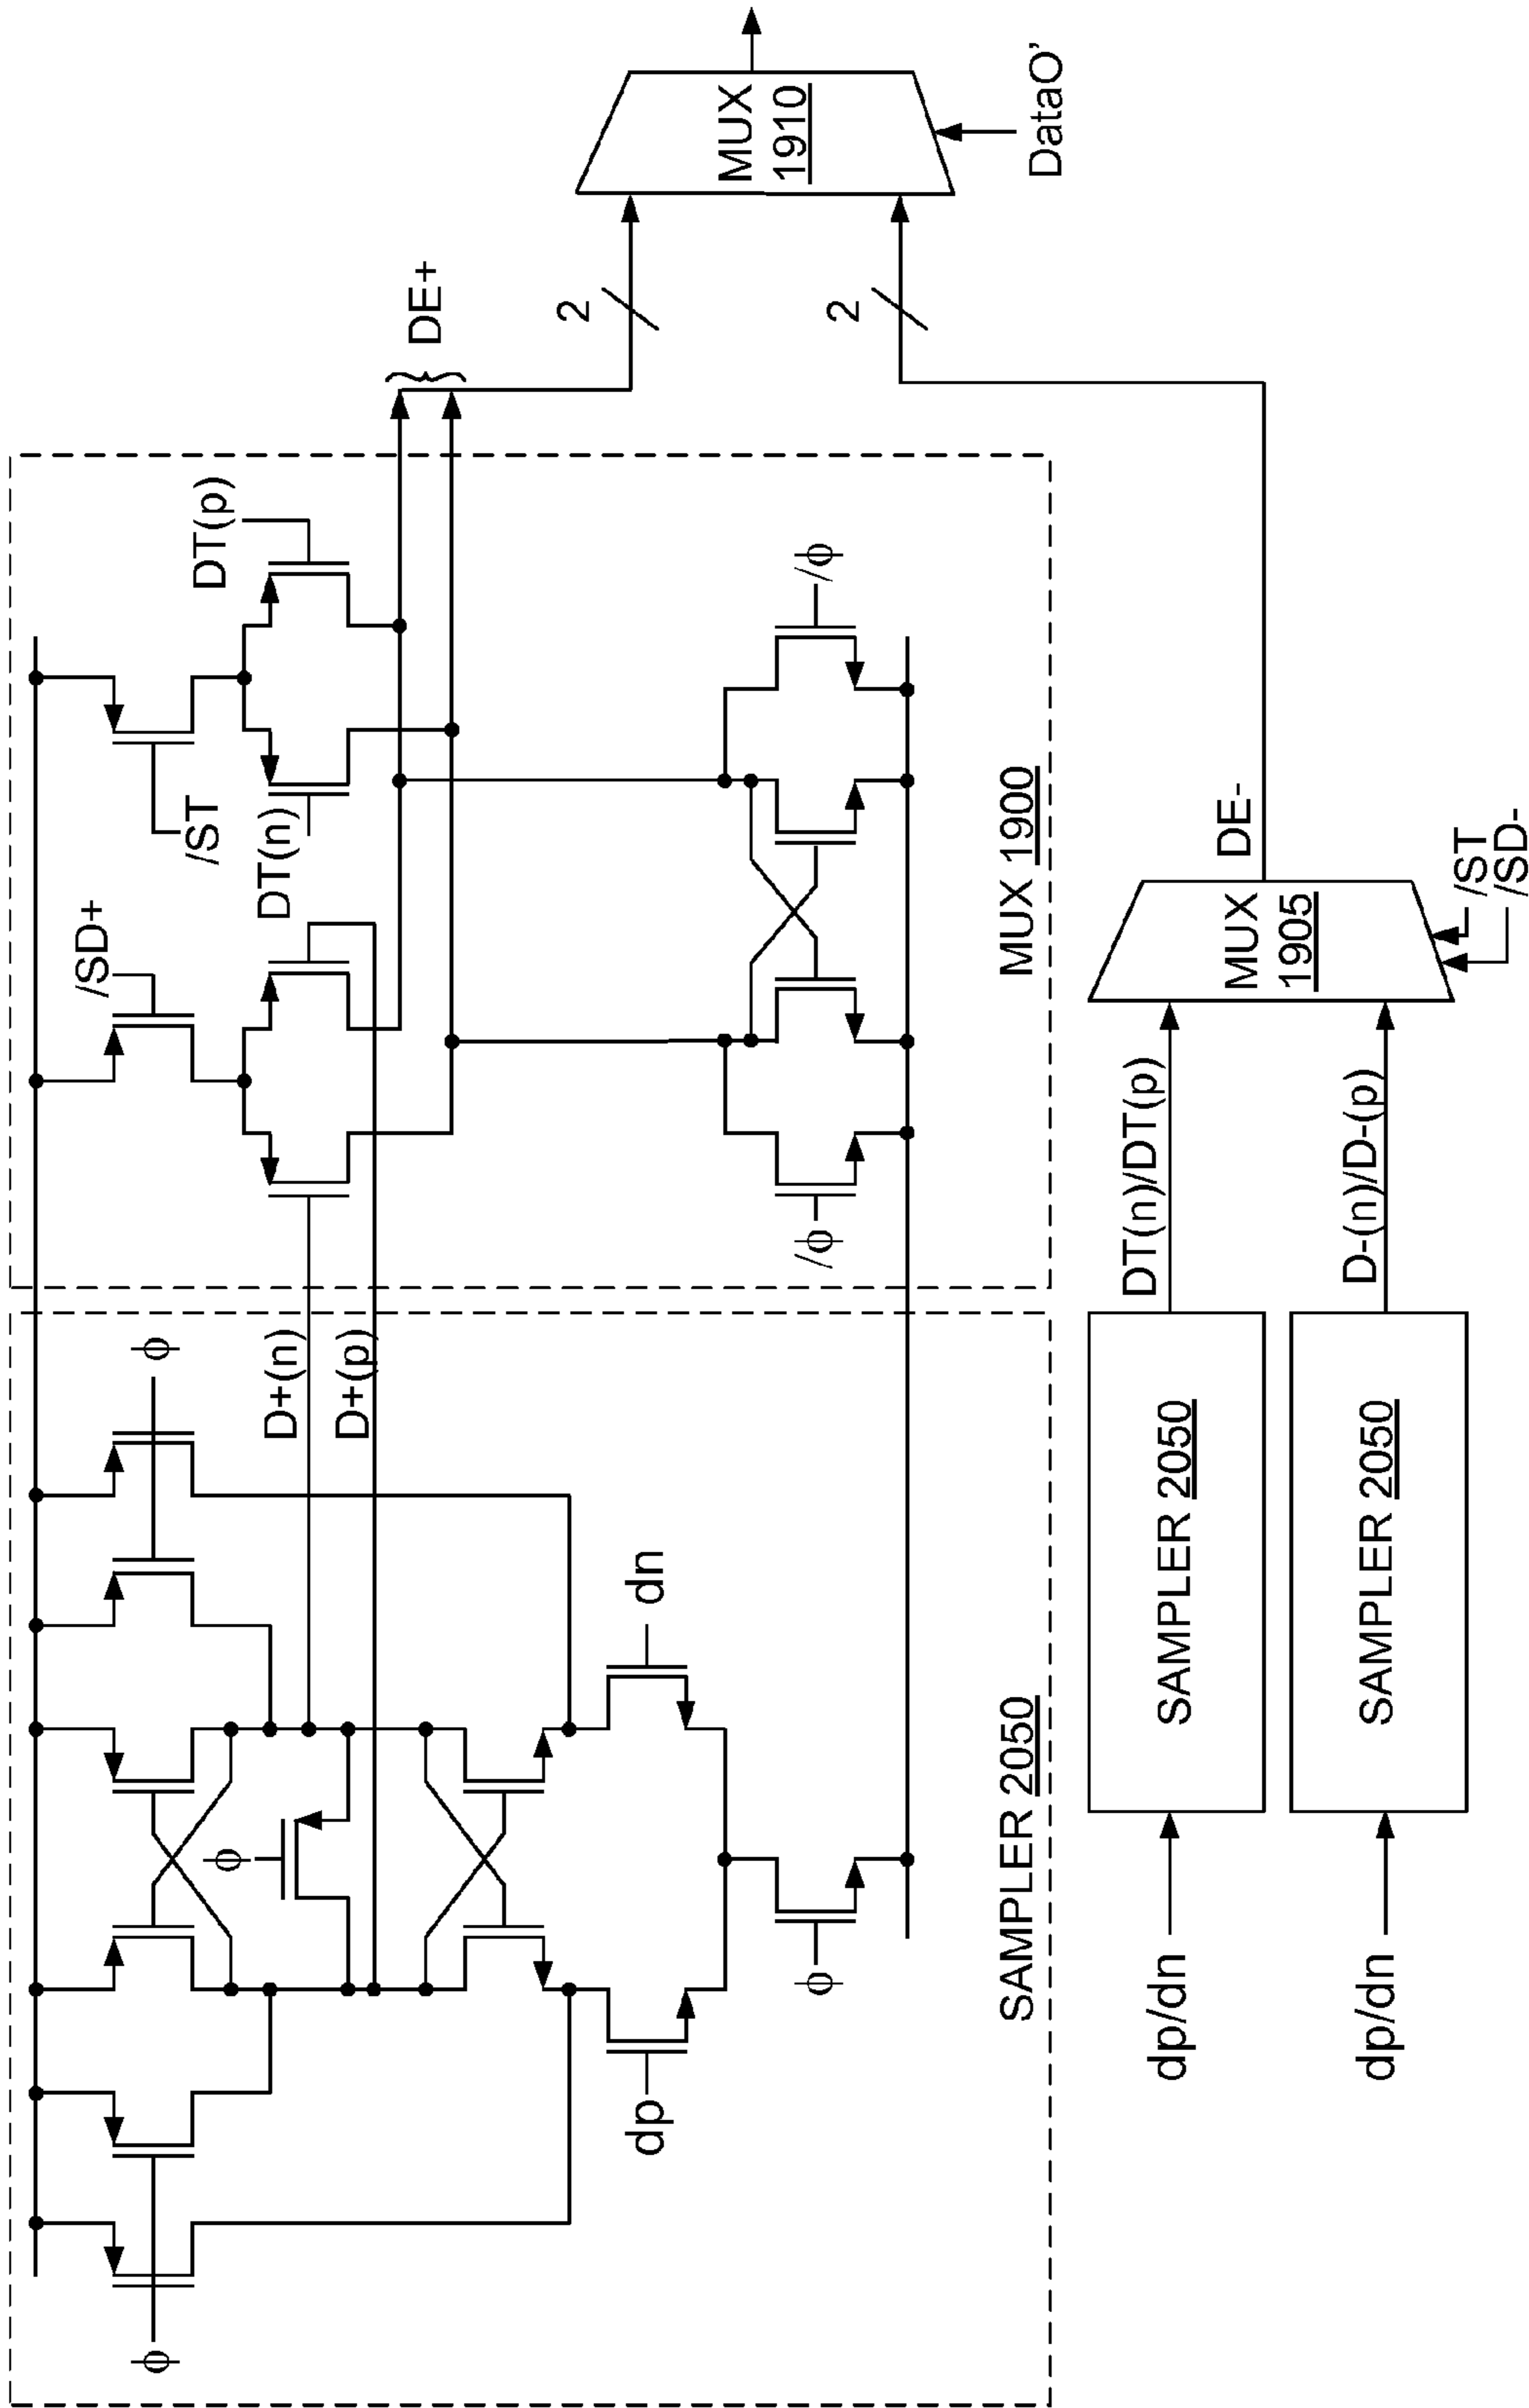 ϕ
ϕ
ϕ
dp
dn
ϕ
D+(n)
D+(p)
SAMPLER 2050
/SD+
/ST
DT(n)
DT(p)
/ϕ
/ϕ
MUX 1900
DE+
2
2
MUX
1910
DataO'
dp/dn
SAMPLER 2050
DT(n)/DT(p)
dp/dn
SAMPLER 2050
D-(n)/D-(p)
MUX
1905
DE-
/ST
/SD-